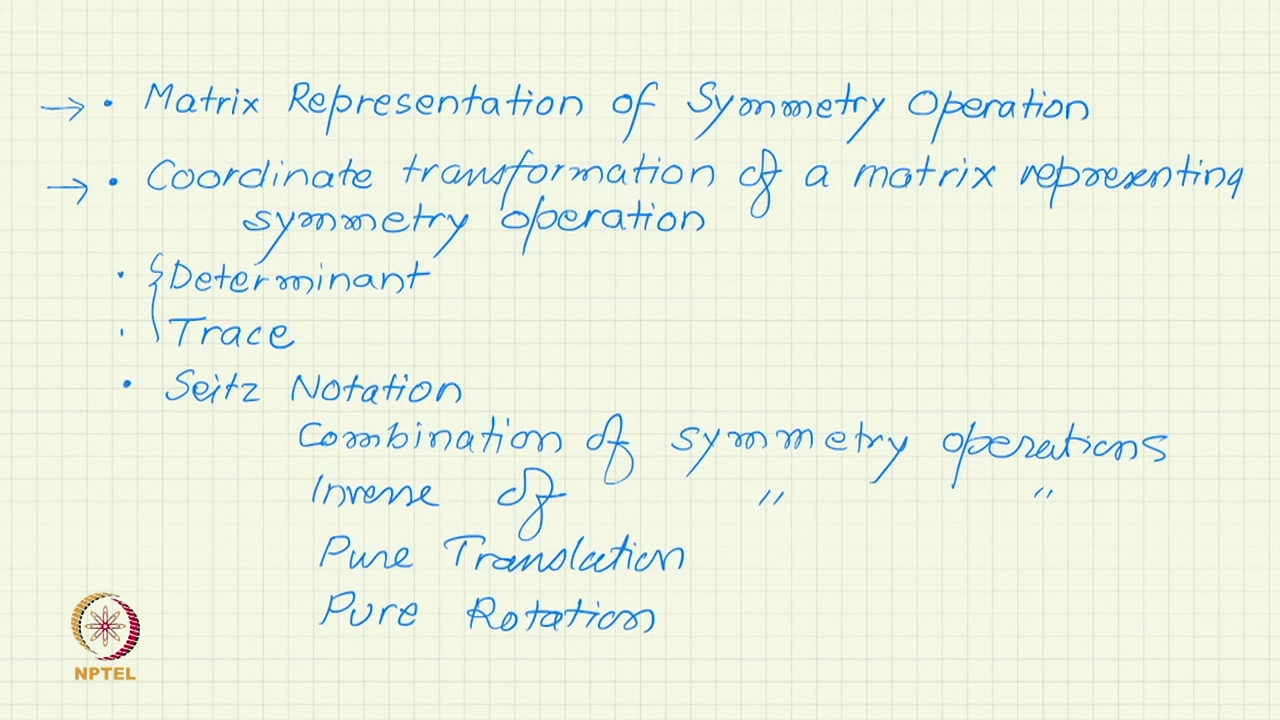 → • Matrix Representation of Symmetry Operation
→ • Coordinate transformation of a matrix representing
symmetry operation
• { Determinant
• Trace
• Seitz Notation
Combination of symmetry operations
Inverse of " "
Pure Translation
Pure Rotation
NPTEL